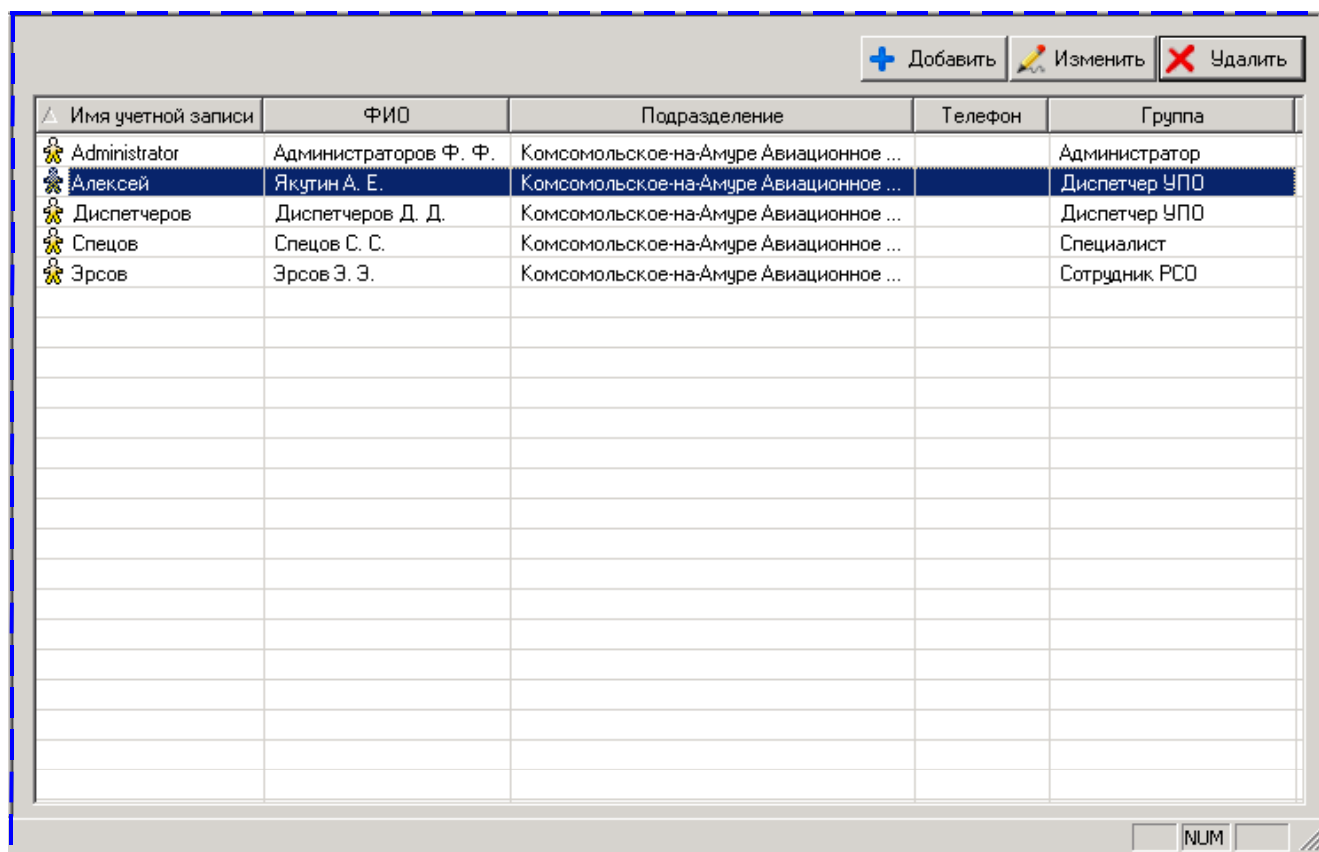 Добавить Изменить Удалить
Имя учетной записи ФИО Подразделение Телефон Группа
Administrator Администраторов Ф. Ф. Комсомольское-на-Амуре Авиационное ... Администратор
Алексей Якутин А. Е. Комсомольское-на-Амуре Авиационное ... Диспетчер УПО
Диспетчеров Диспетчеров Д. Д. Комсомольское-на-Амуре Авиационное ... Диспетчер УПО
Спецов Спецов С. С. Комсомольское-на-Амуре Авиационное ... Специалист
Эрсов Эрсов Э. Э. Комсомольское-на-Амуре Авиационное ... Сотрудник РСО
NUM